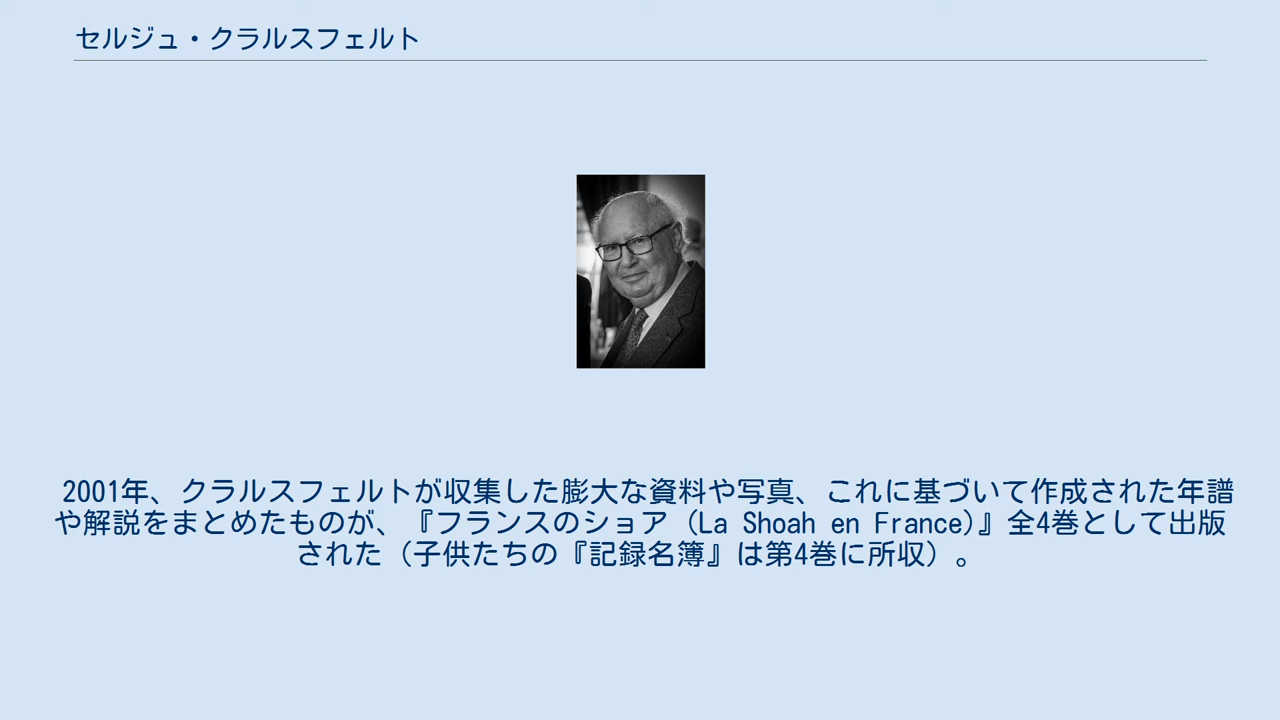 セルジュ・クラルスフェルト
2001年、クラルスフェルトが収集した膨大な資料や写真、これに基づいて作成された年譜
や解説をまとめたものが、『フランスのショア (La Shoah en France)』全4巻として出版
された（子供たちの『記録名簿』は第4巻に所収）。